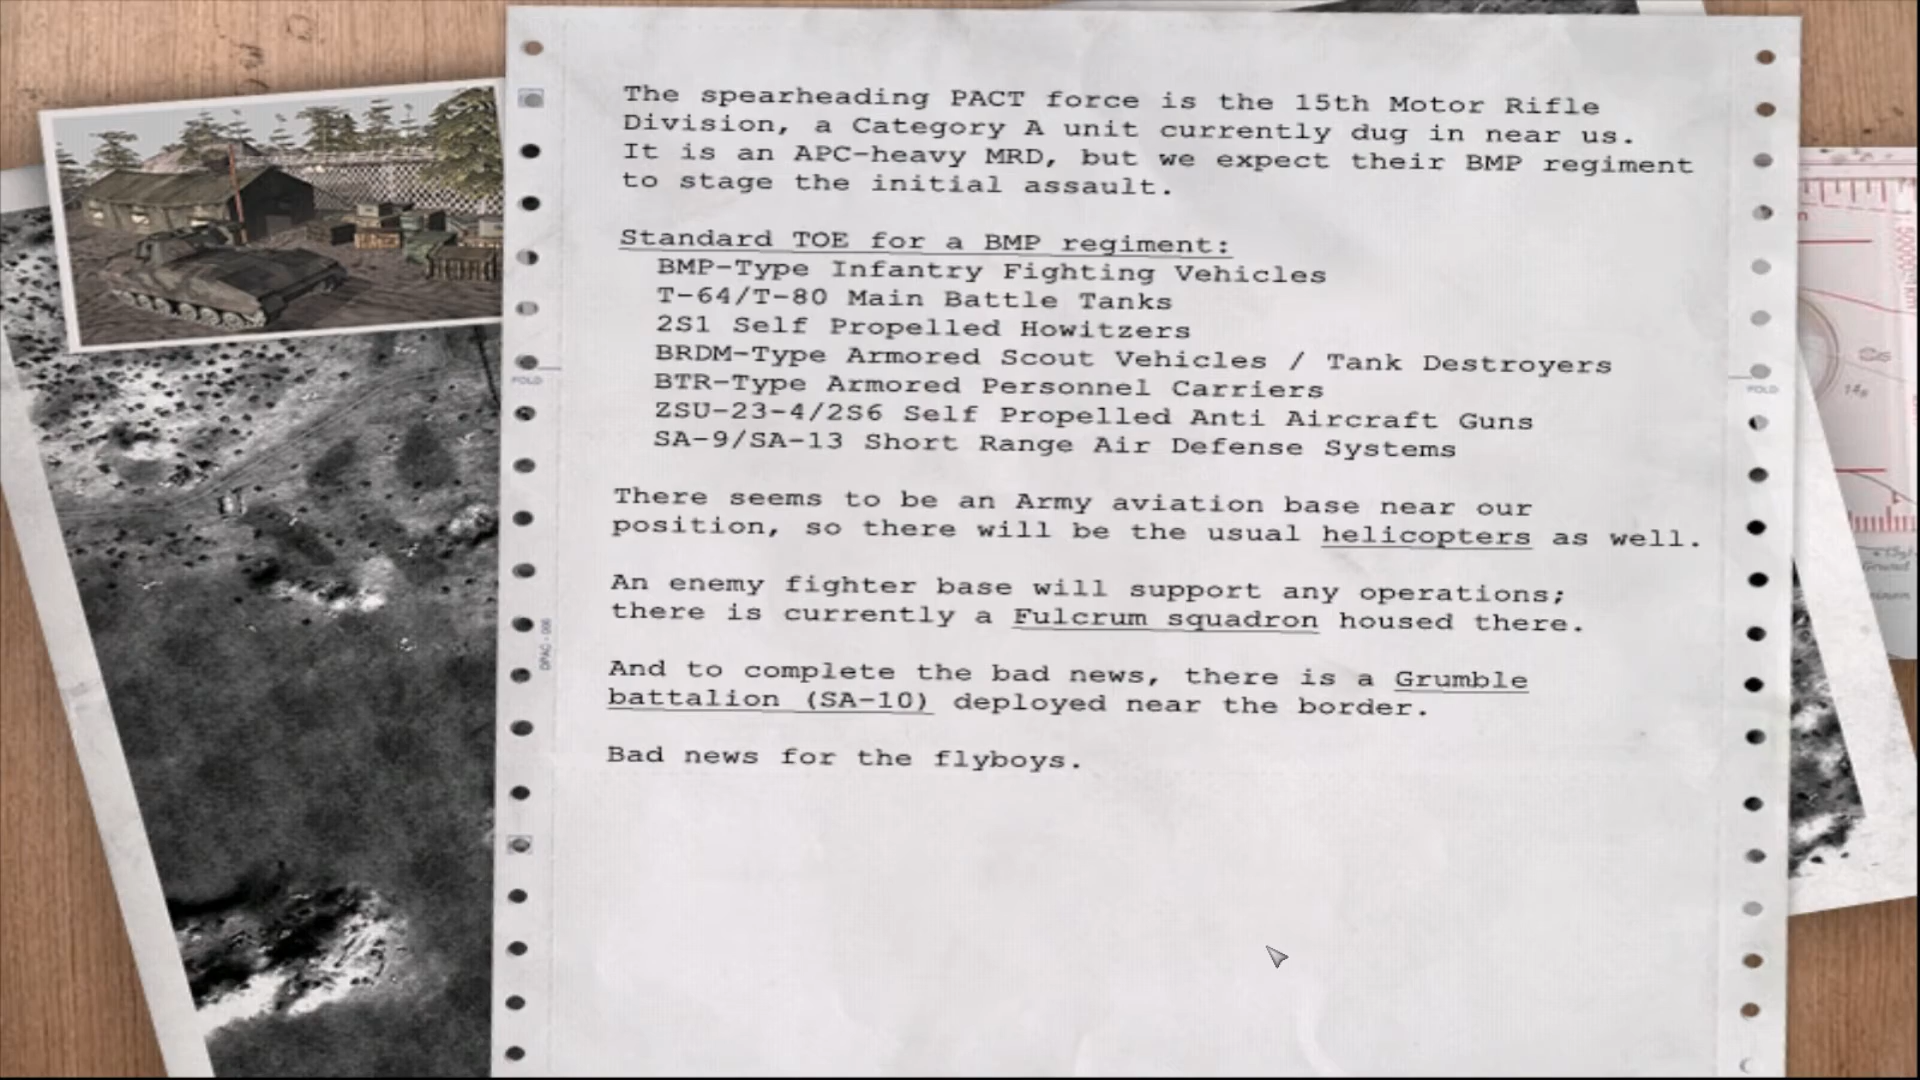 The spearheading PACT force is the 15th Motor Rifle
Division, a Category A unit currently dug in near us.
It is an APC-heavy MRD, but we expect their BMP regiment
to stage the initial assault.
Standard TOE for a BMP regiment:
BMP-Type Infantry Fighting Vehicles
T-64/T-80 Main Battle Tanks
2S1 Self Propelled Howitzers
BRDM-Type Armored Scout Vehicles / Tank Destroyers
BTR-Type Armored Personnel Carriers
ZSU-23-4/2S6 Self Propelled Anti Aircraft Guns
SA-9/SA-13 Short Range Air Defense Systems
There seems to be an Army aviation base near our
position, so there will be the usual helicopters as well.
An enemy fighter base will support any operations;
there is currently a Fulcrum squadron housed there.
And to complete the bad news, there is a Grumble
battalion (SA-10) deployed near the border.
Bad news for the flyboys.
FOLD
FOLD